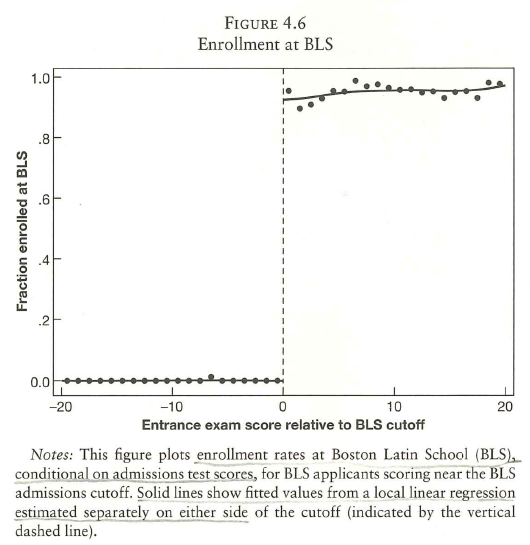 FIGURE 4.6
Enrollment at BLS
Fraction enrolled at BLS
1.0
.8
.6
.4
.2
0.0
−20
−10
0
10
20
Entrance exam score relative to BLS cutoff
Notes: This figure plots enrollment rates at Boston Latin School (BLS),
conditional on admissions test scores, for BLS applicants scoring near the BLS
admissions cutoff. Solid lines show fitted values from a local linear regression
estimated separately on either side of the cutoff (indicated by the vertical
dashed line).